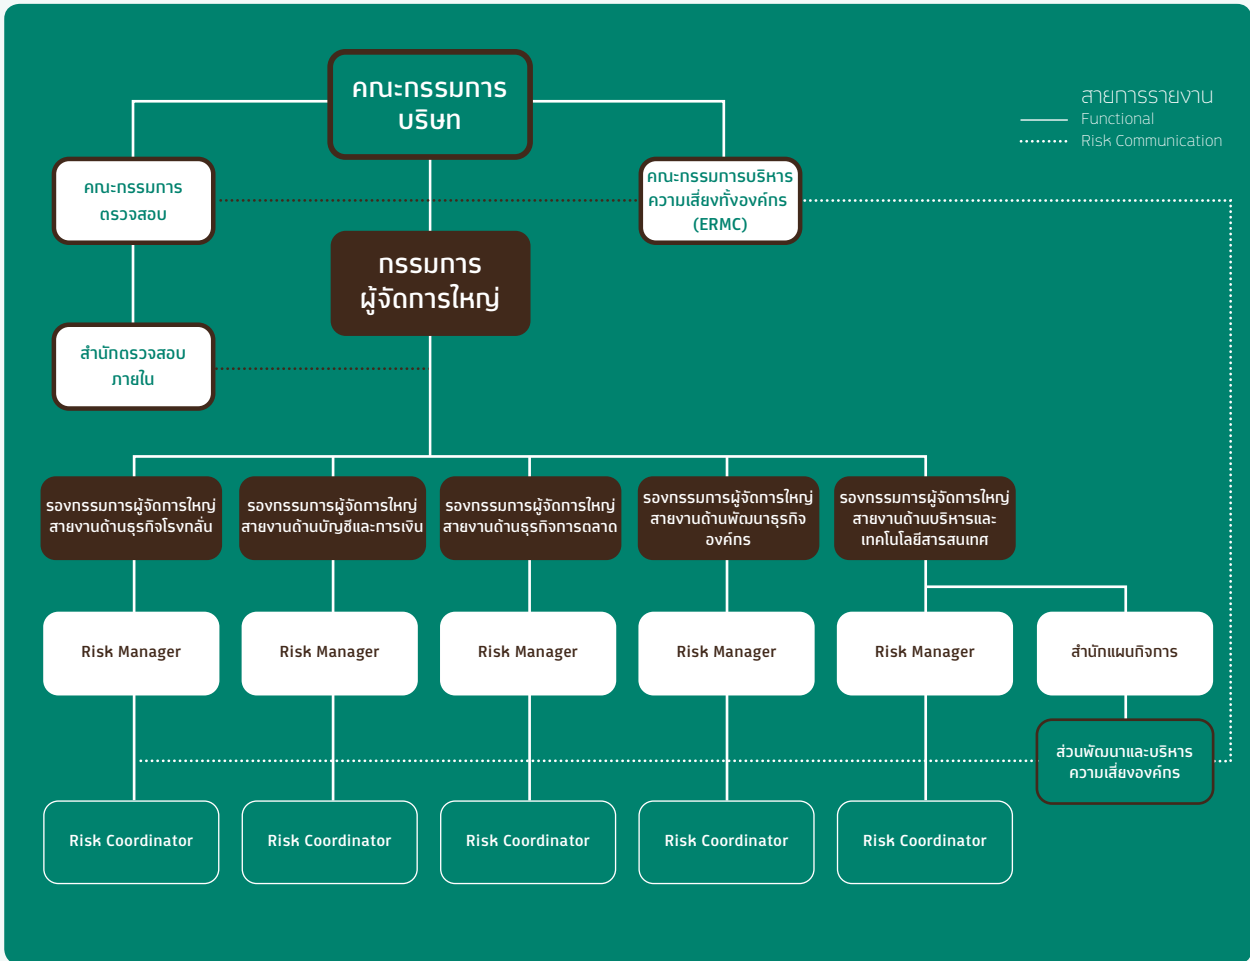 คณะกรรมการ
บริษัท
สายการรายงาน
Functional
Risk Communication
คณะกรรมการ
ตรวจสอบ
คณะกรรมการบริหาร
ความเสี่ยงทั้งองค์กร
(ERMC)
กรรมการ
ผู้จัดการใหญ่
สำนักตรวจสอบ
ภายใน
รองกรรมการผู้จัดการใหญ่
สายงานด้านธุรกิจโรงกลั่น
รองกรรมการผู้จัดการใหญ่
สายงานด้านบัญชีและการเงิน
รองกรรมการผู้จัดการใหญ่
สายงานด้านธุรกิจการตลาด
รองกรรมการผู้จัดการใหญ่
สายงานด้านพัฒนาธุรกิจ
องค์กร
รองกรรมการผู้จัดการใหญ่
สายงานด้านบริหารและ
เทคโนโลยีสารสนเทศ
Risk Manager
Risk Manager
Risk Manager
Risk Manager
Risk Manager
สำนักแผนกิจการ
ส่วนพัฒนาและบริหาร
ความเสี่ยงองค์กร
Risk Coordinator
Risk Coordinator
Risk Coordinator
Risk Coordinator
Risk Coordinator